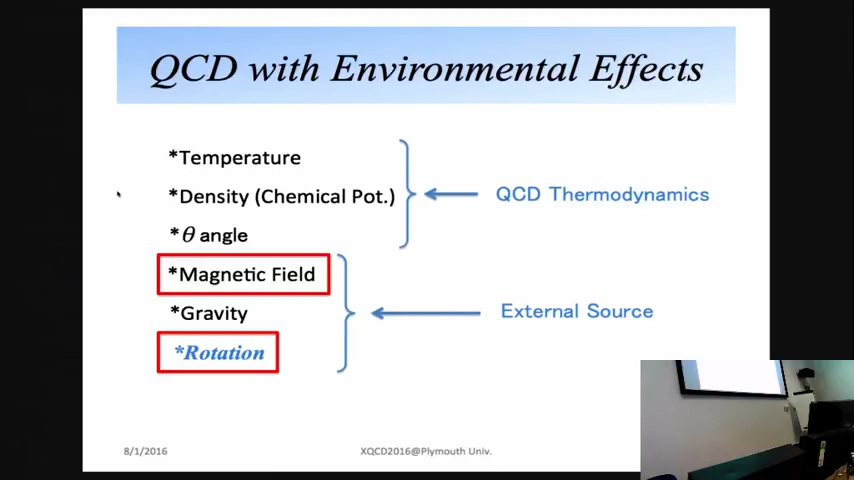 QCD with Environmental Effects
*Temperature
*Density (Chemical Pot.)
QCD Thermodynamics
*θ angle
*Magnetic Field
*Gravity
External Source
*Rotation
8/1/2016
XQCD2016@Plymouth Univ.